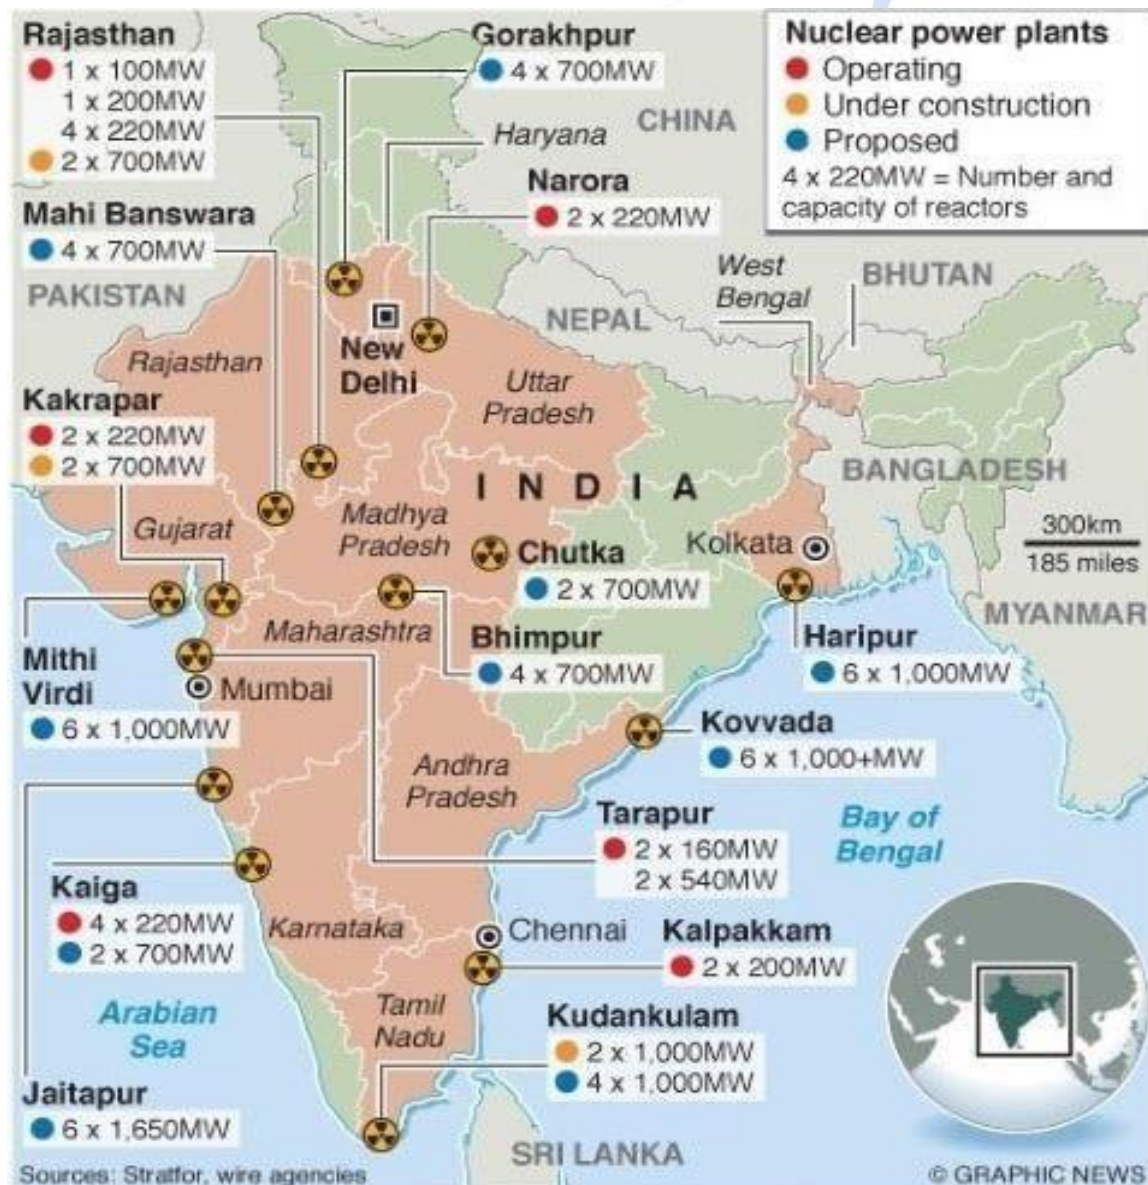 Rajasthan
1 x 100MW
1 x 200MW
4 x 220MW
2 x 700MW
Gorakhpur
4 x 700MW
Nuclear power plants
Operating
Under construction
Proposed
4 x 220MW = Number and
capacity of reactors
CHINA
Haryana
Narora
2 x 220MW
Mahi Banswara
4 x 700MW
PAKISTAN
West
Bengal
BHUTAN
NEPAL
New
Delhi
Rajasthan
Uttar
Pradesh
Kakrapar
2 x 220MW
2 x 700MW
INDIA
BANGLADESH
Gujarat
Madhya
Pradesh
Chutka
2 x 700MW
Kolkata
300km
185 miles
MYANMAR
Maharashtra
Bhimpur
4 x 700MW
Haripur
6 x 1,000MW
Mithi
Virdi
6 x 1,000MW
Mumbai
Kovvada
6 x 1,000+MW
Andhra
Pradesh
Tarapur
2 x 160MW
2 x 540MW
Bay of
Bengal
Kaiga
4 x 220MW
2 x 700MW
Karnataka
Chennai
Kalpakkam
2 x 200MW
Arabian
Sea
Tamil
Nadu
Kudankulam
2 x 1,000MW
4 x 1,000MW
Jaitapur
6 x 1,650MW
SRI LANKA
Sources: Stratfor, wire agencies
© GRAPHIC NEWS